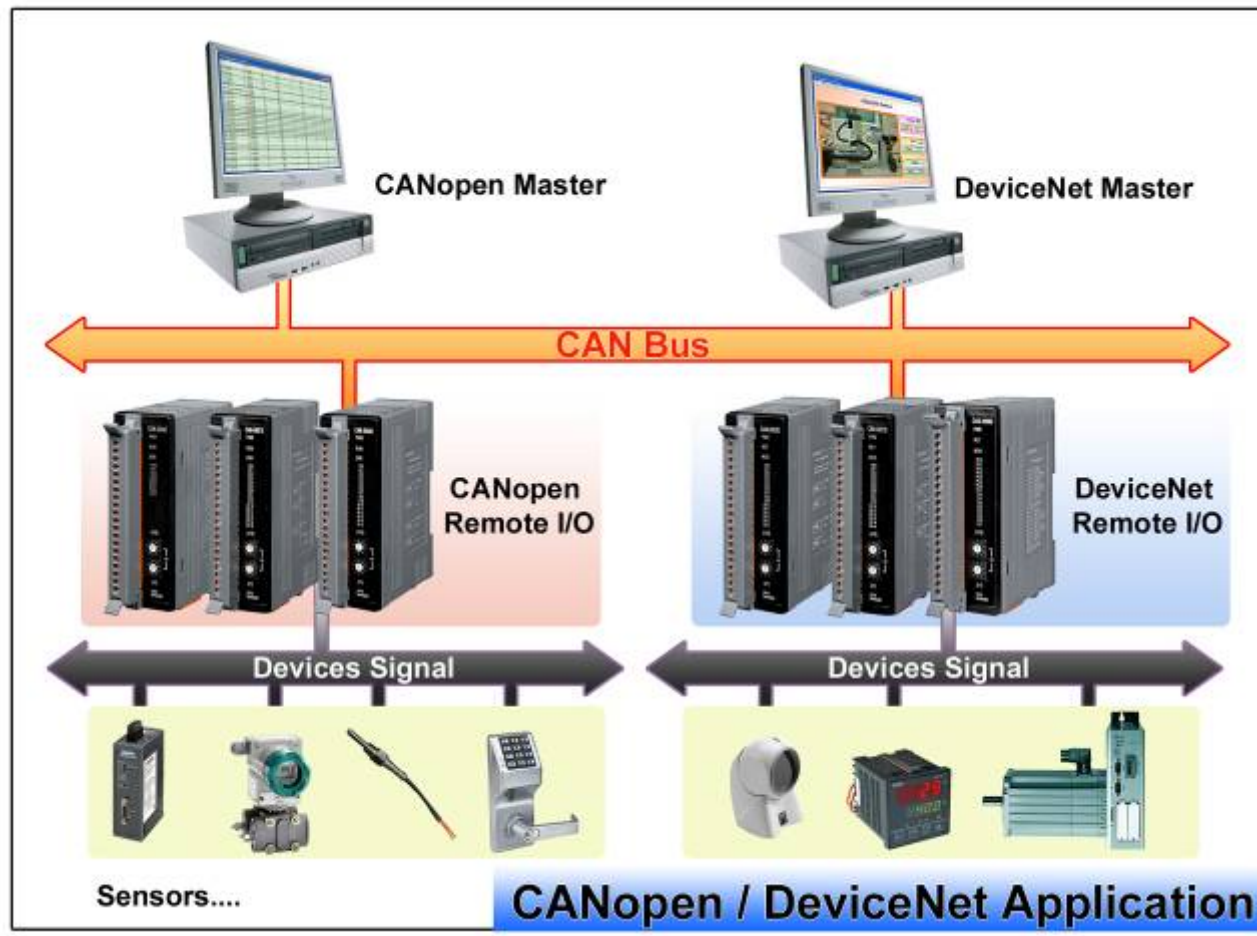 CANopen Master
DeviceNet Master
CAN Bus
CANopen
Remote I/O
DeviceNet
Remote I/O
Devices Signal
Devices Signal
Sensors....
CANopen / DeviceNet Application